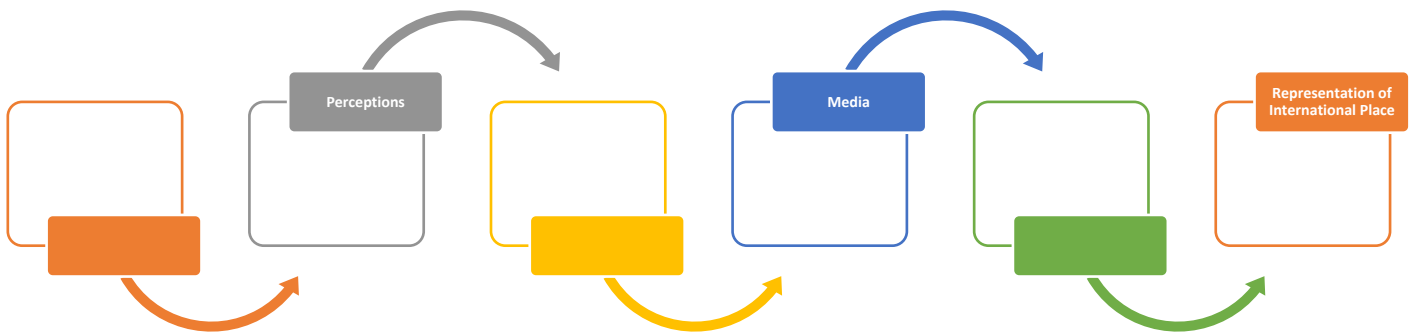 Perceptions
Media
Representation of
International Place